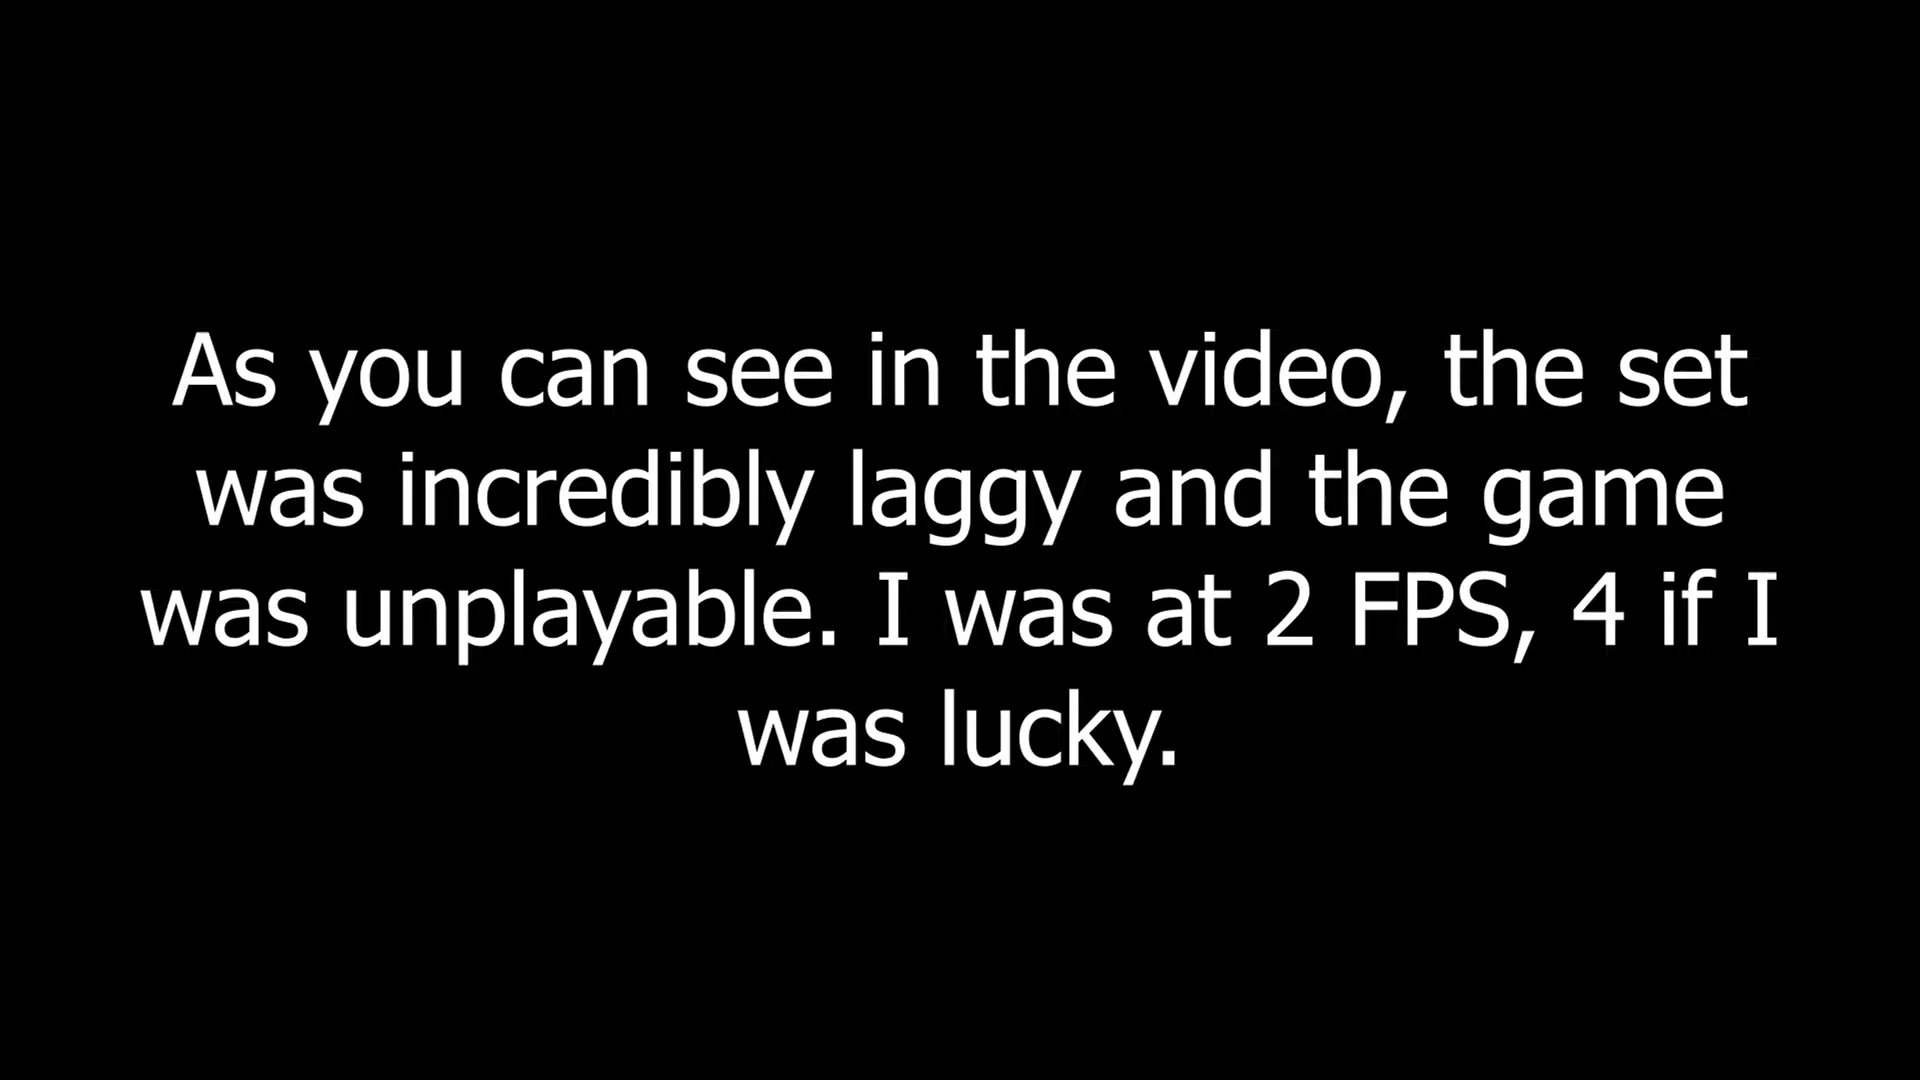 As you can see in the video, the set
was incredibly laggy and the game
was unplayable. I was at 2 FPS, 4 if I
was lucky.